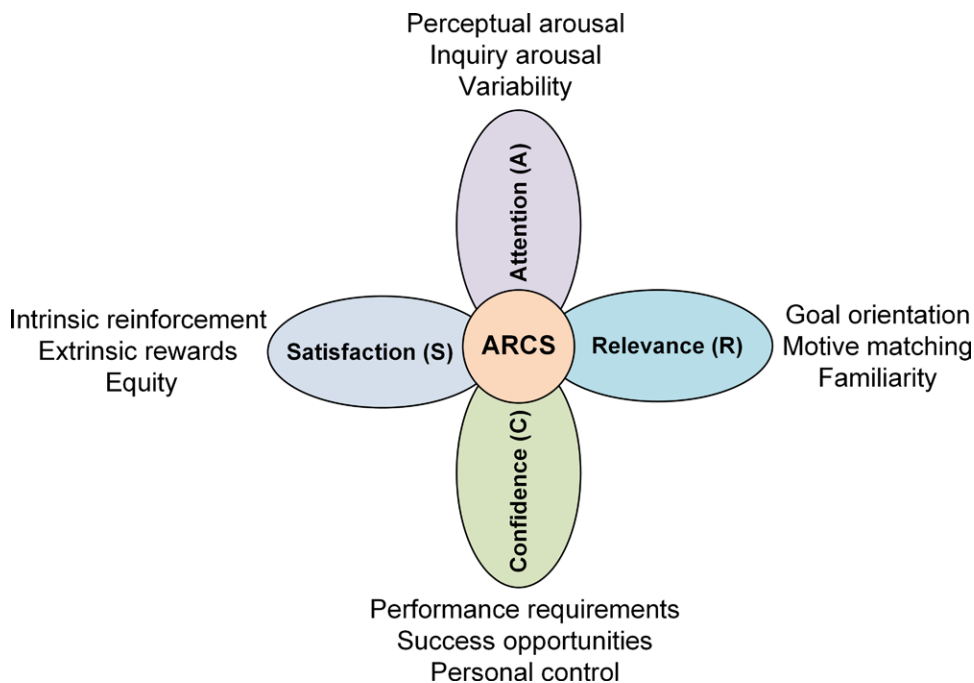 Perceptual arousal
Inquiry arousal
Variability
Attention (A)
Intrinsic reinforcement
Extrinsic rewards
Equity
Satisfaction (S)
ARCS
Relevance (R)
Goal orientation
Motive matching
Familiarity
Confidence (C)
Performance requirements
Success opportunities
Personal control